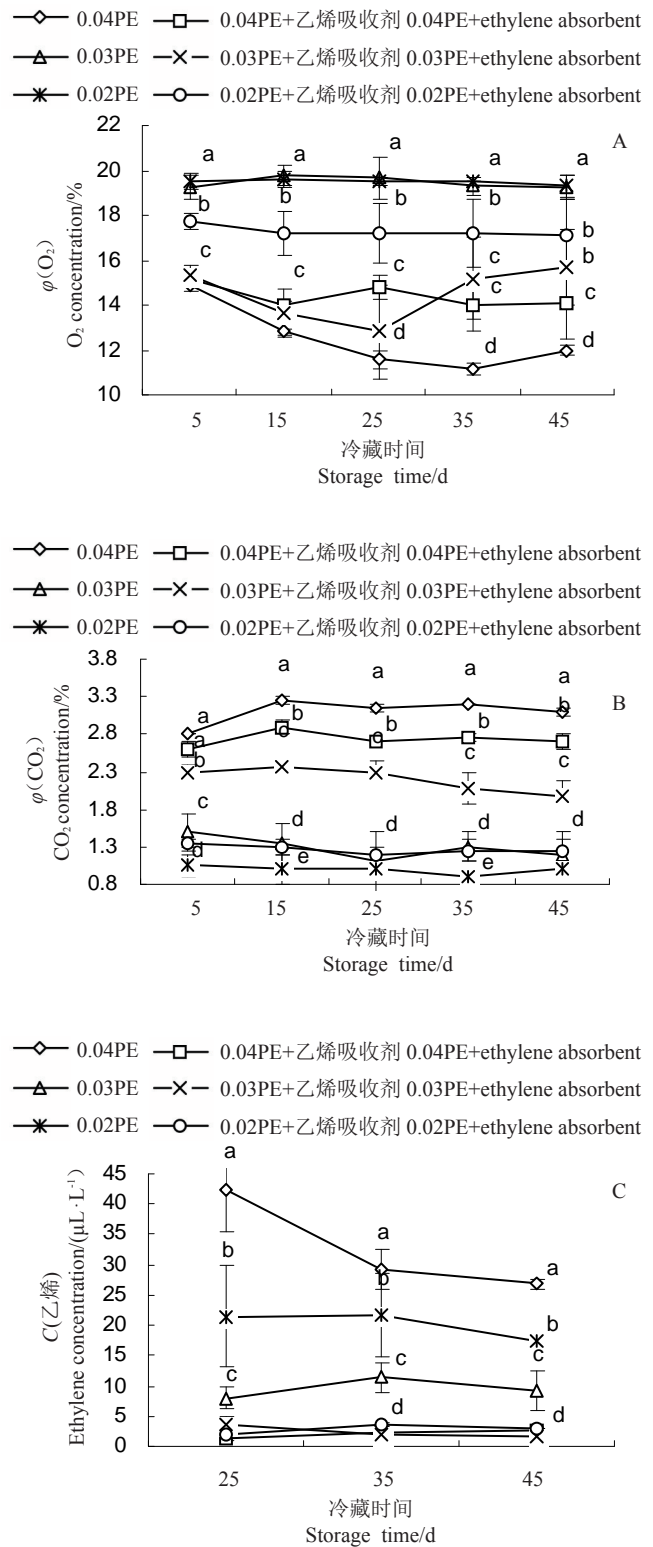 0.04PE 0.04PE+乙烯吸收剂 0.04PE+ethylene absorbent
0.03PE 0.03PE+乙烯吸收剂 0.03PE+ethylene absorbent
0.02PE 0.02PE+乙烯吸收剂 0.02PE+ethylene absorbent
A
φ(O₂)
O₂ concentration/%
22
20
18
16
14
12
10
a a a a a
b b b b b
c c c c b
d c c
d d
5 15 25 35 45
冷藏时间
Storage time/d
0.04PE 0.04PE+乙烯吸收剂 0.04PE+ethylene absorbent
0.03PE 0.03PE+乙烯吸收剂 0.03PE+ethylene absorbent
0.02PE 0.02PE+乙烯吸收剂 0.02PE+ethylene absorbent
B
φ(CO₂)
CO₂ concentration/%
3.8
3.3
2.8
2.3
1.8
1.3
0.8
a a a a a
a b b b b
b c c c c
c d d d d
d e e
5 15 25 35 45
冷藏时间
Storage time/d
0.04PE 0.04PE+乙烯吸收剂 0.04PE+ethylene absorbent
0.03PE 0.03PE+乙烯吸收剂 0.03PE+ethylene absorbent
0.02PE 0.02PE+乙烯吸收剂 0.02PE+ethylene absorbent
C
C(乙烯)
Ethylene concentration/(μL·L⁻¹)
45
40
35
30
25
20
15
10
5
0
a a a
b b b
c c c
d d
25 35 45
冷藏时间
Storage time/d